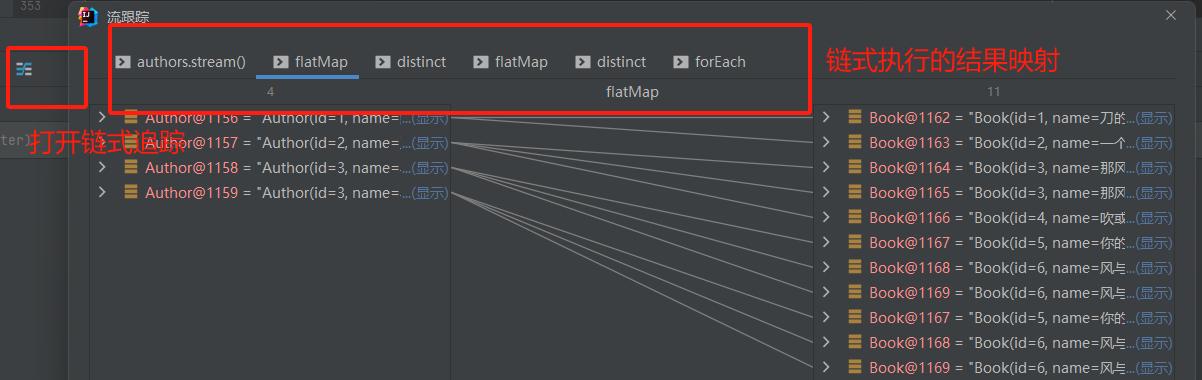 353
流跟踪
authors.stream() flatMap distinct flatMap distinct forEach
链式执行的结果映射
4 flatMap 11
打开链式追踪
ter)
Author@1156 = "Author(id=1, name= ...(显示) Book@1162 = "Book(id=1, name=刀的...(显示)
Author@1157 = "Author(id=2, name= ...(显示) Book@1163 = "Book(id=2, name=一个...(显示)
Author@1158 = "Author(id=3, name= ...(显示) Book@1164 = "Book(id=3, name=那风...(显示)
Author@1159 = "Author(id=3, name= ...(显示) Book@1165 = "Book(id=3, name=那风...(显示)
Book@1166 = "Book(id=4, name=吹或...(显示)
Book@1167 = "Book(id=5, name=你的...(显示)
Book@1168 = "Book(id=6, name=风与...(显示)
Book@1169 = "Book(id=6, name=风与...(显示)
Book@1167 = "Book(id=5, name=你的...(显示)
Book@1168 = "Book(id=6, name=风与...(显示)
Book@1169 = "Book(id=6, name=风与...(显示)